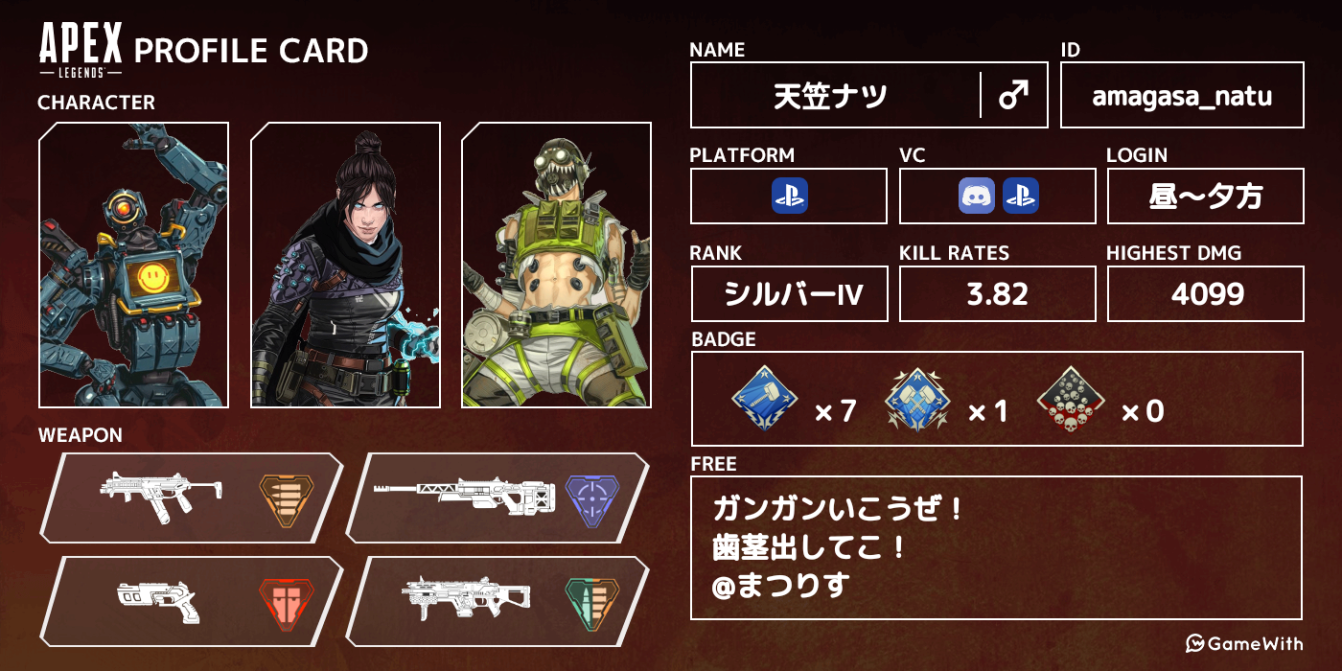 APEX
LEGENDS
PROFILE CARD
CHARACTER
WEAPON
NAME
天笠ナツ ♂
ID
amagasa_natu
PLATFORM
VC
LOGIN
昼〜夕方
RANK
シルバーⅣ
KILL RATES
3.82
HIGHEST DMG
4099
BADGE
×7 ×1 ×0
FREE
ガンガンいこうぜ！
歯茎出してこ！
@まつりす
GameWith